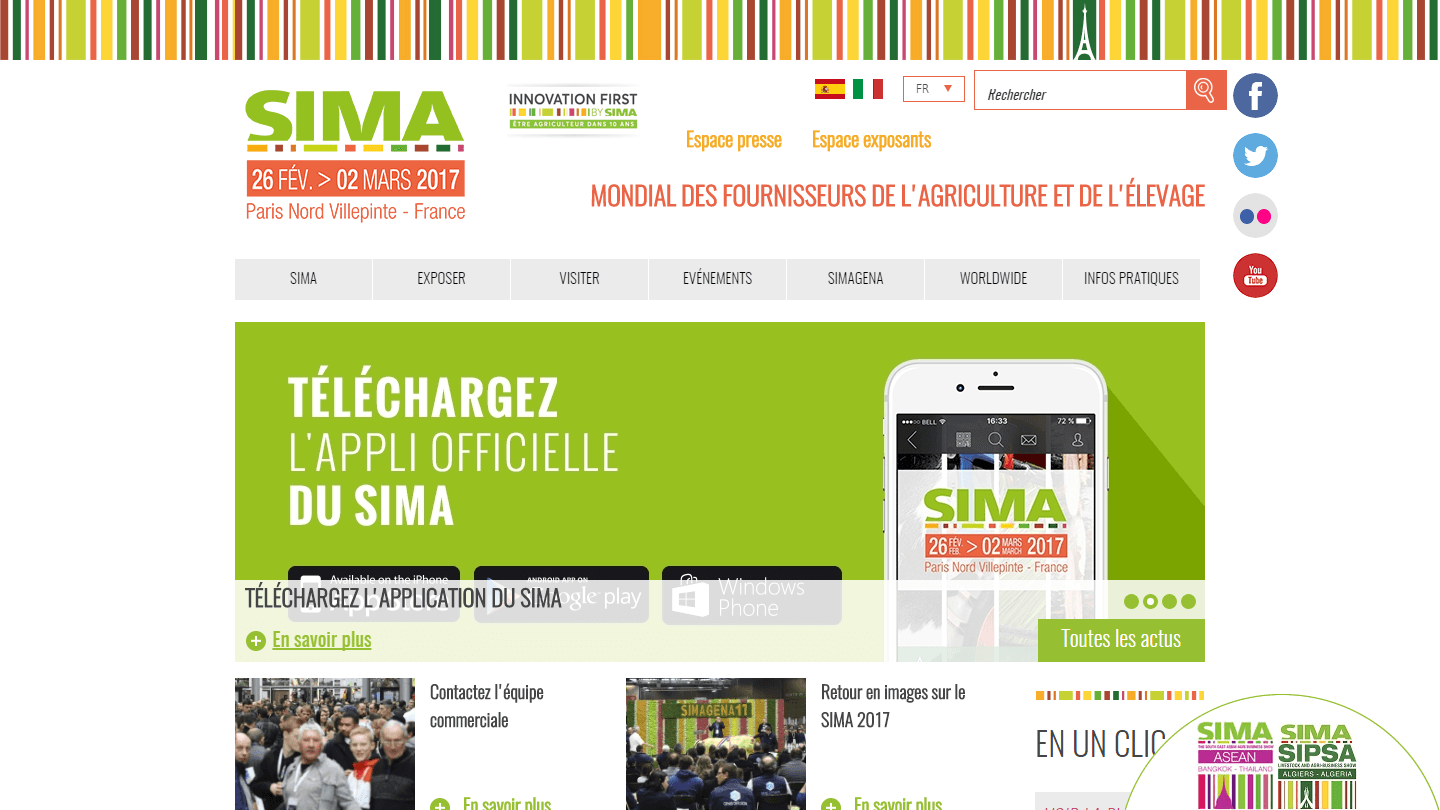 SIMA
26 FÉV. > 02 MARS 2017
Paris Nord Villepinte - France
INNOVATION FIRST
BY SIMA
ÊTRE AGRICULTEUR DANS 10 ANS
FR
Rechercher
Espace presse
Espace exposants
MONDIAL DES FOURNISSEURS DE L'AGRICULTURE ET DE L'ÉLEVAGE
You
Tube
SIMA
EXPOSER
VISITER
EVÉNEMENTS
SIMAGENA
WORLDWIDE
INFOS PRATIQUES
TÉLÉCHARGEZ
L'APPLI OFFICIELLE
DU SIMA
BELL
16:33
72 %
SIMA
26 FÉV. FEB. > 02 MARS MARCH 2017
Paris Nord Villepinte - France
Available on the iPhone
ANDROID APP ON
Google play
Windows
Phone
TÉLÉCHARGEZ L'APPLICATION DU SIMA
En savoir plus
Toutes les actus
Contactez l'équipe
commerciale
En savoir plus
SIMAGENA17
Retour en images sur le
SIMA 2017
En savoir plus
EN UN CLIC
SIMA
THE SOUTH EAST ASIAN AGRI-BUSINESS SHOW
ASEAN
BANGKOK - THAILAND
SIMA
SIPSA
LIVESTOCK AND AGRI-BUSINESS SHOW
ALGIERS - ALGERIA